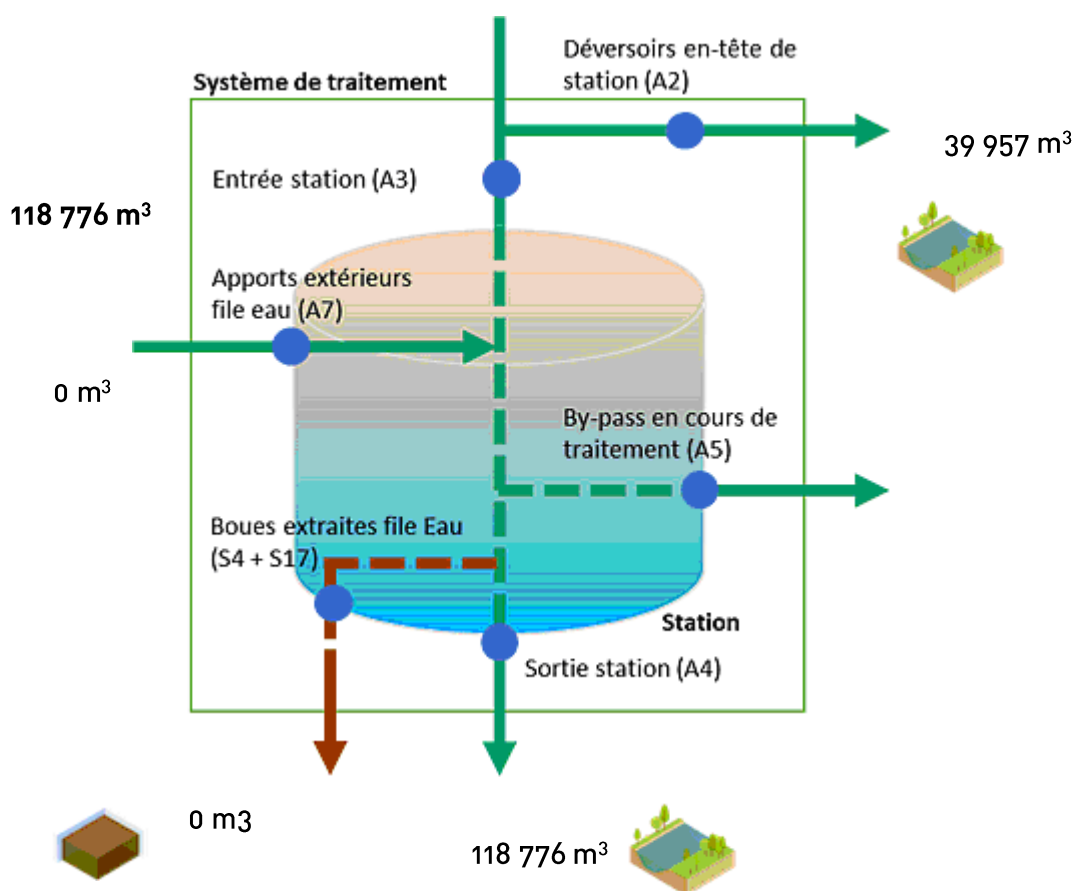 Déversoirs en-tête de
station (A2)
Système de traitement
39 957 m³
Entrée station (A3)
118 776 m³
Apports extérieurs
file eau (A7)
0 m³
By-pass en cours de
traitement (A5)
Boues extraites file Eau
(S4 + S17)
Station
Sortie station (A4)
0 m3
118 776 m³